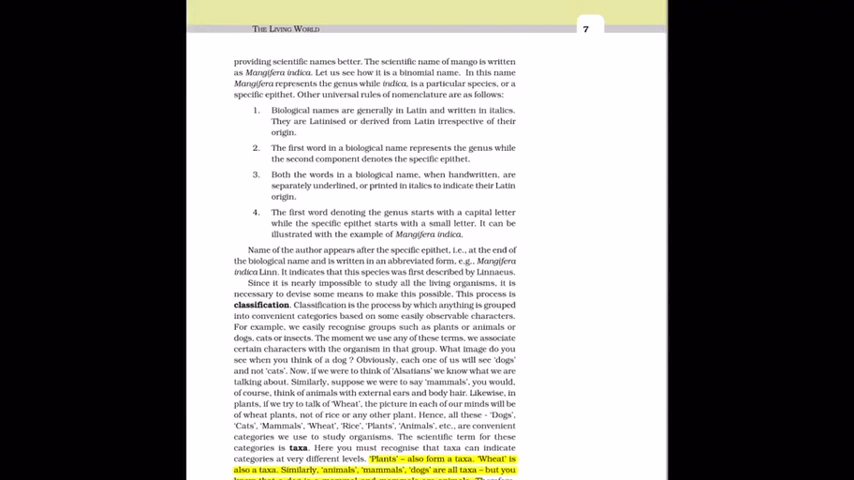 THE LIVING WORLD
7
providing scientific names better. The scientific name of mango is written
as Mangifera indica. Let us see how it is a binomial name. In this name
Mangifera represents the genus while indica, is a particular species, or a
specific epithet. Other universal rules of nomenclature are as follows:
1. Biological names are generally in Latin and written in italics.
They are Latinised or derived from Latin irrespective of their
origin.
2. The first word in a biological name represents the genus while
the second component denotes the specific epithet.
3. Both the words in a biological name, when handwritten, are
separately underlined, or printed in italics to indicate their Latin
origin.
4. The first word denoting the genus starts with a capital letter
while the specific epithet starts with a small letter. It can be
illustrated with the example of Mangifera indica.
Name of the author appears after the specific epithet, i.e., at the end of
the biological name and is written in an abbreviated form, e.g., Mangifera
indica Linn. It indicates that this species was first described by Linnaeus.
Since it is nearly impossible to study all the living organisms, it is
necessary to devise some means to make this possible. This process is
classification. Classification is the process by which anything is grouped
into convenient categories based on some easily observable characters.
For example, we easily recognise groups such as plants or animals or
dogs, cats or insects. The moment we use any of these terms, we associate
certain characters with the organism in that group. What image do you
see when you think of a dog ? Obviously, each one of us will see 'dogs'
and not 'cats'. Now, if we were to think of 'Alsatians' we know what we are
talking about. Similarly, suppose we were to say 'mammals', you would,
of course, think of animals with external ears and body hair. Likewise, in
plants, if we try to talk of 'Wheat', the picture in each of our minds will be
of wheat plants, not of rice or any other plant. Hence, all these - 'Dogs',
'Cats', 'Mammals', 'Wheat', 'Rice', 'Plants', 'Animals', etc., are convenient
categories we use to study organisms. The scientific term for these
categories is taxa. Here you must recognise that taxa can indicate
categories at very different levels. 'Plants' – also form a taxa. 'Wheat' is
also a taxa. Similarly, 'animals', 'mammals', 'dogs' are all taxa – but you